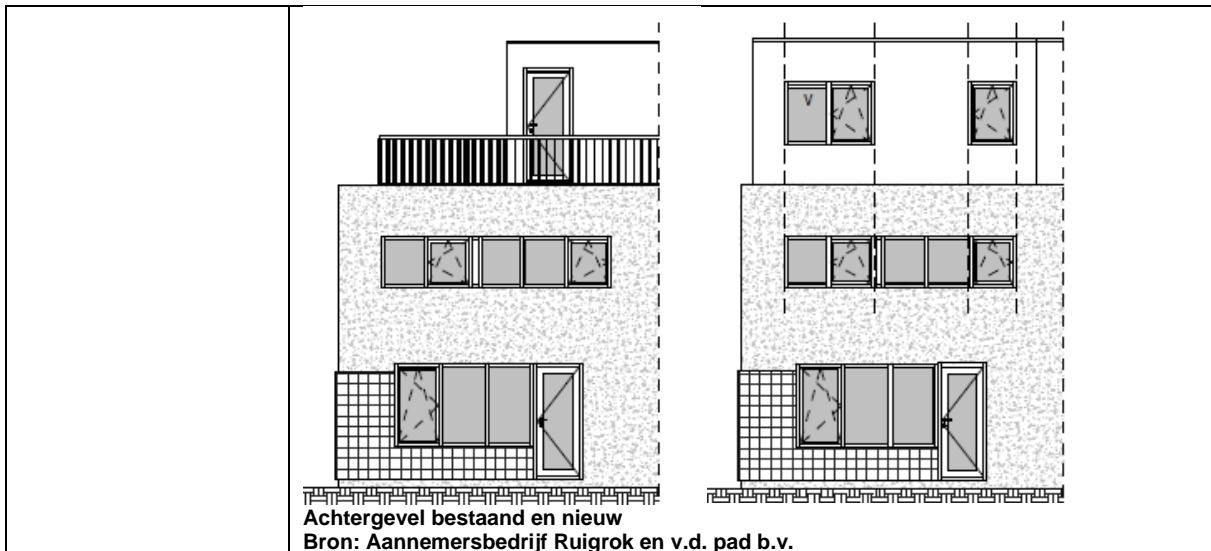 V
Achtergevel bestaand en nieuw
Bron: Aannemersbedrijf Ruigrok en v.d. pad b.v.